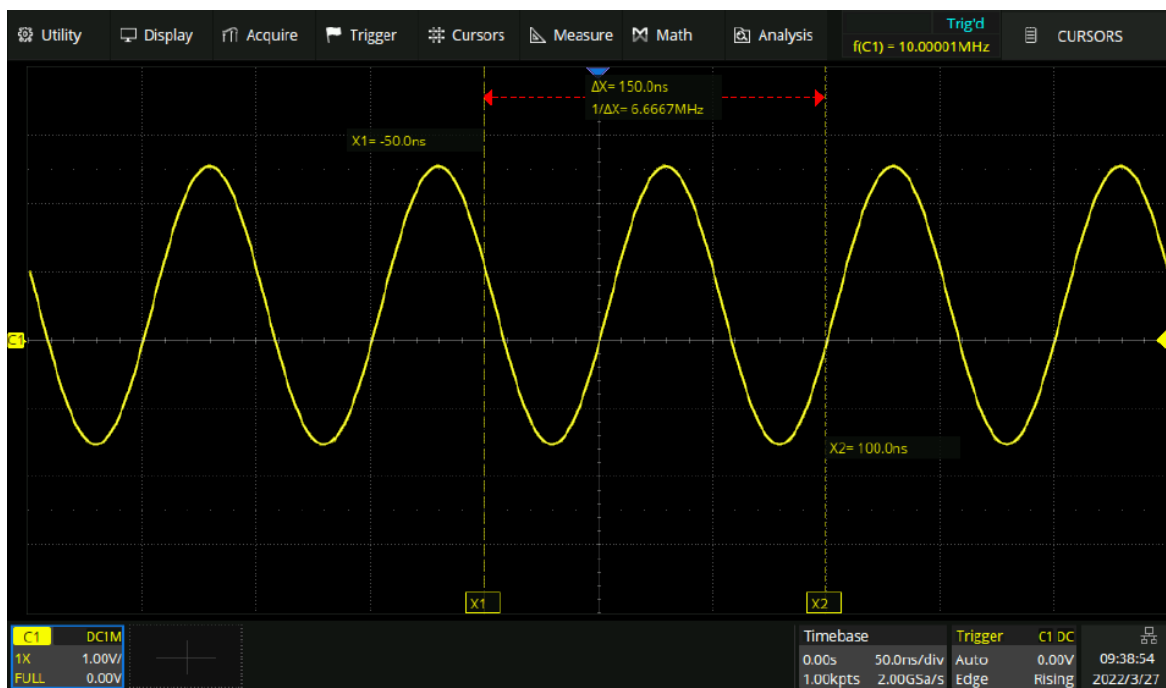 Utility Display Acquire Trigger Cursors Measure Math Analysis
Trig'd
f(C1) = 10.00001MHz
CURSORS
ΔX= 150.0ns
1/ΔX= 6.6667MHz
X1= -50.0ns
C1
X2= 100.0ns
X1
X2
C1 DC1M
1X 1.00V/
FULL 0.00V
Timebase
0.00s 50.0ns/div
1.00kpts 2.00GSa/s
Trigger C1 DC
Auto 0.00V
Edge Rising
09:38:54
2022/3/27